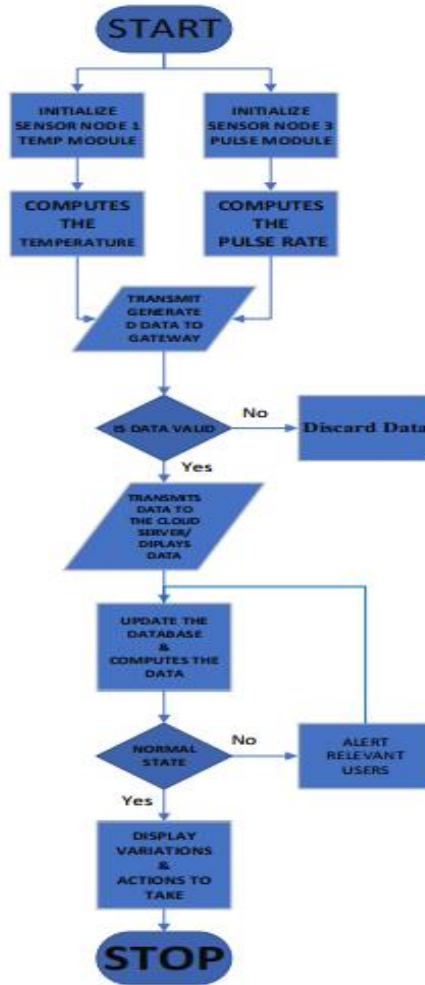 START
INITIALIZE
SENSOR NODE 1
TEMP MODULE
INITIALIZE
SENSOR NODE 3
PULSE MODULE
COMPUTES
THE
TEMPERATURE
COMPUTES
THE
PULSE RATE
TRANSMIT
GENERATE
D DATA TO
GATEWAY
IS DATA VALID
No
Discard Data
Yes
TRANSMITS
DATA TO
THE CLOUD
SERVER/
DIPLAYS
DATA
UPDATE THE
DATABASE
&
COMPUTES THE
DATA
NORMAL
STATE
No
ALERT
RELEVANT
USERS
Yes
DISPLAY
VARIATIONS
&
ACTIONS TO
TAKE
STOP